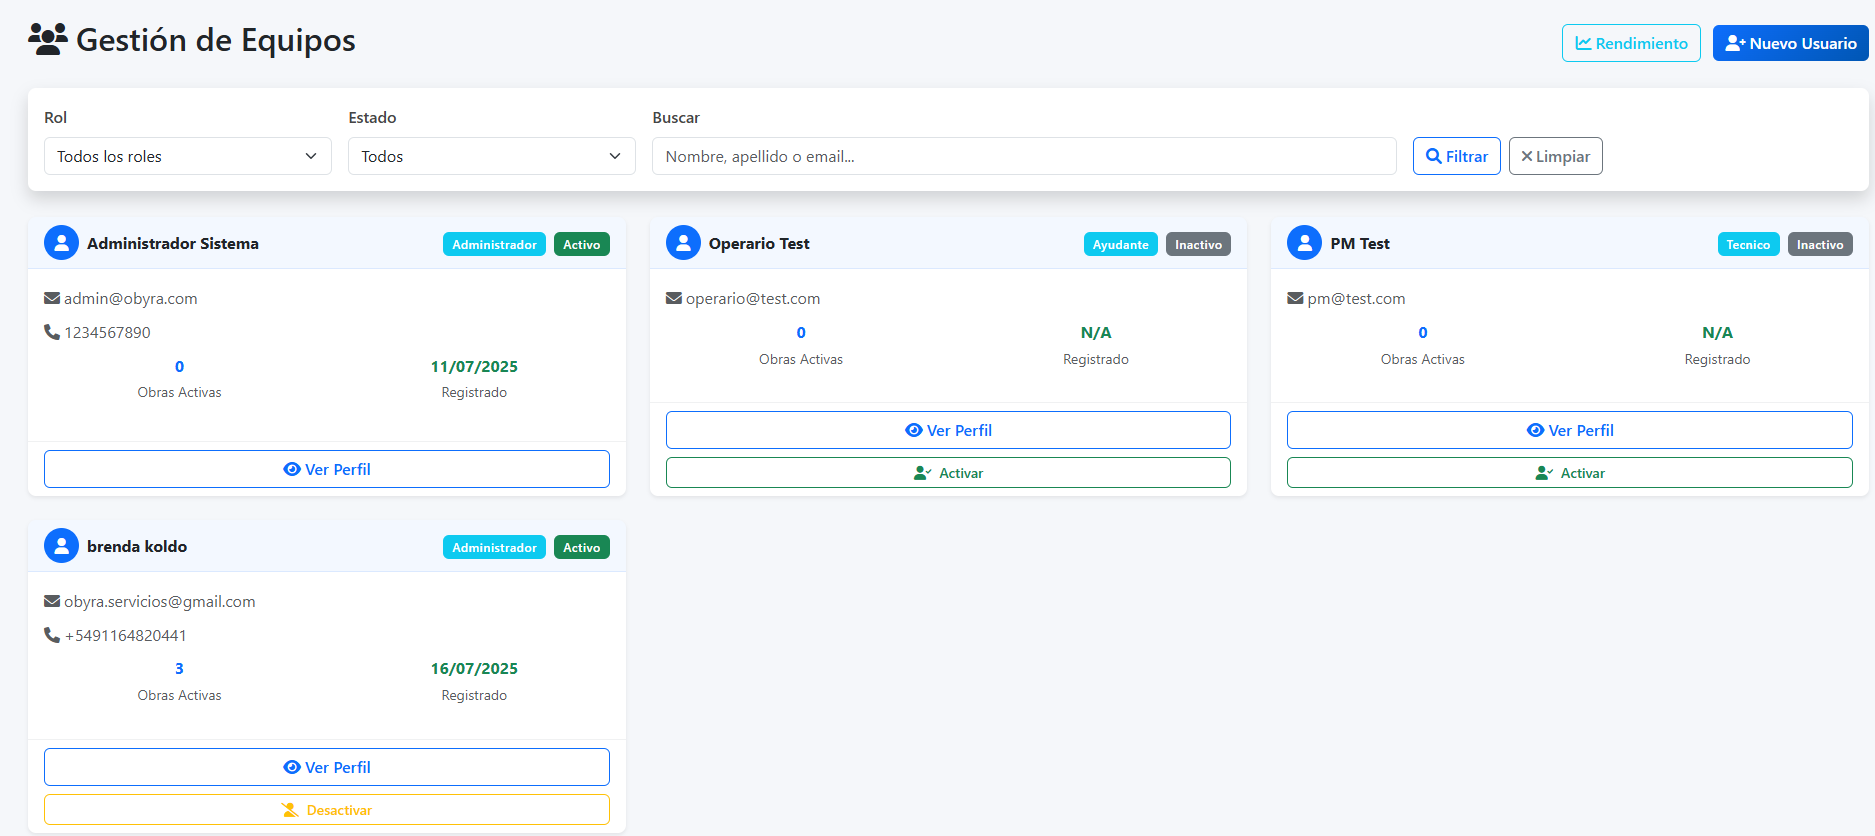 Gestión de Equipos
Rendimiento
Nuevo Usuario
Rol
Estado
Buscar
Todos los roles
Todos
Nombre, apellido o email...
Filtrar
Limpiar
Administrador Sistema
Administrador
Activo
admin@obyra.com
1234567890
0
11/07/2025
Obras Activas
Registrado
Ver Perfil
Operario Test
Ayudante
Inactivo
operario@test.com
0
N/A
Obras Activas
Registrado
Ver Perfil
Activar
PM Test
Tecnico
Inactivo
pm@test.com
0
N/A
Obras Activas
Registrado
Ver Perfil
Activar
brenda koldo
Administrador
Activo
obyra.servicios@gmail.com
+5491164820441
3
16/07/2025
Obras Activas
Registrado
Ver Perfil
Desactivar